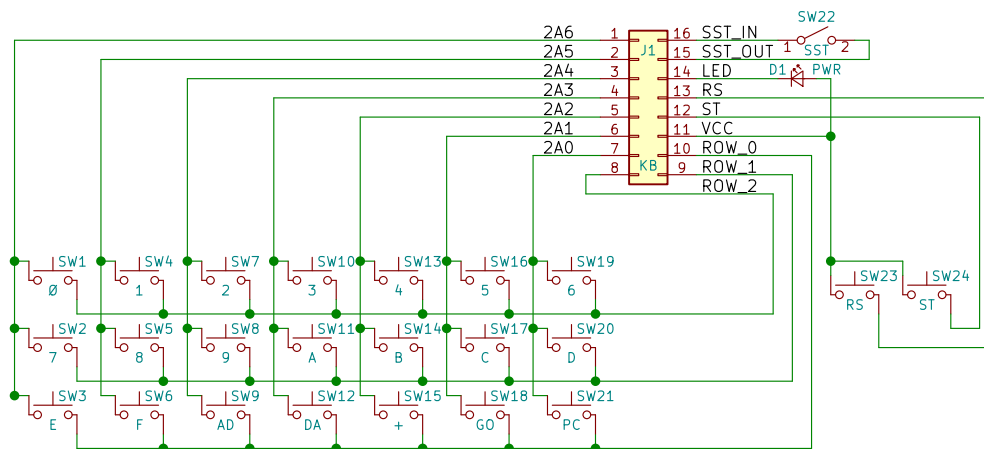 SW22
2A6 1 16 SST_IN 1 2
J1 SST
2A5 2 15 SST_OUT
2A4 3 14 LED D1 PWR
2A3 4 13 RS
2A2 5 12 ST
2A1 6 11 VCC
2A0 7 10 ROW_0
8 KB 9 ROW_1
ROW_2
SW1 SW4 SW7 SW10 SW13 SW16 SW19
0 1 2 3 4 5 6
SW23 SW24
RS ST
SW2 SW5 SW8 SW11 SW14 SW17 SW20
7 8 9 A B C D
SW3 SW6 SW9 SW12 SW15 SW18 SW21
E F AD DA + GO PC